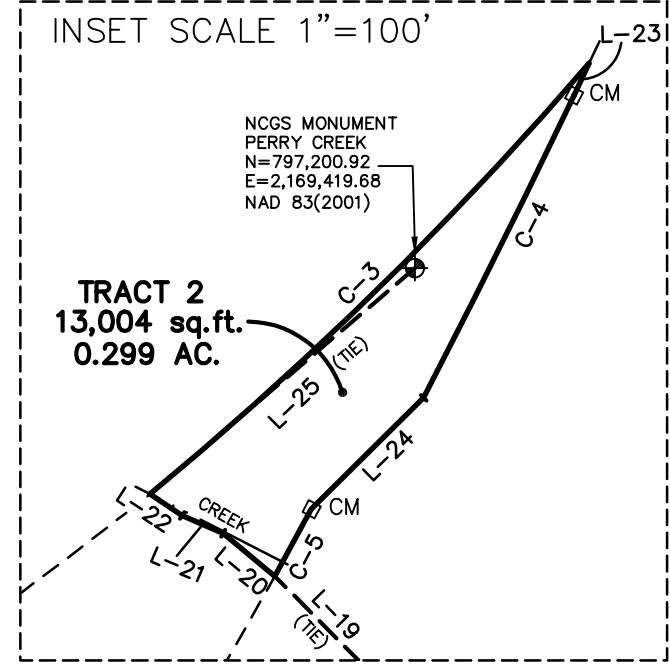 INSET SCALE 1”=100’
L-23
CM
NCGS MONUMENT
PERRY CREEK
N=797,200.92
E=2,169,419.68
NAD 83(2001)
C-4
C-3
TRACT 2
13,004 sq.ft.
0.299 AC.
(TIE)
L-25
L-24
CM
L-22
CREEK
L-21
L-20
C-5
L-19
(TIE)